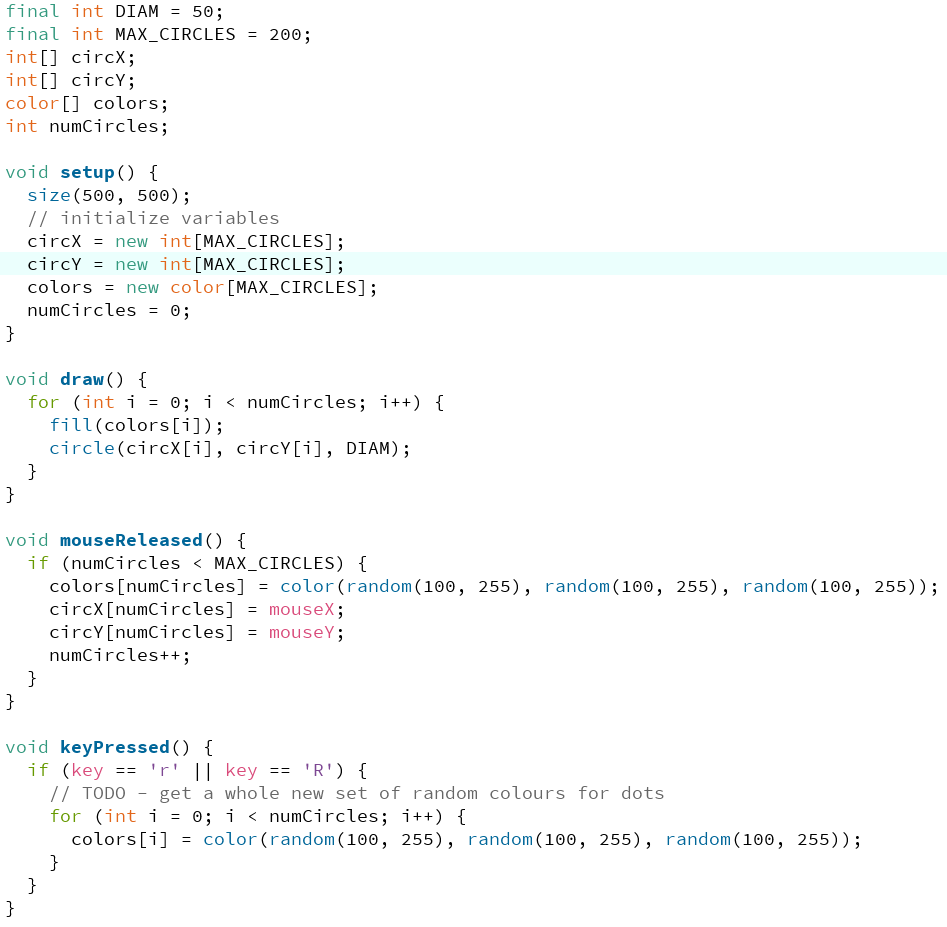 final int DIAM = 50;
final int MAX_CIRCLES = 200;
int[] circX;
int[] circY;
color[] colors;
int numCircles;

void setup() {
  size(500, 500);
  // initialize variables
  circX = new int[MAX_CIRCLES];
  circY = new int[MAX_CIRCLES];
  colors = new color[MAX_CIRCLES];
  numCircles = 0;
}

void draw() {
  for (int i = 0; i < numCircles; i++) {
    fill(colors[i]);
    circle(circX[i], circY[i], DIAM);
  }
}

void mouseReleased() {
  if (numCircles < MAX_CIRCLES) {
    colors[numCircles] = color(random(100, 255), random(100, 255), random(100, 255));
    circX[numCircles] = mouseX;
    circY[numCircles] = mouseY;
    numCircles++;
  }
}

void keyPressed() {
  if (key == 'r' || key == 'R') {
    // TODO – get a whole new set of random colours for dots
    for (int i = 0; i < numCircles; i++) {
      colors[i] = color(random(100, 255), random(100, 255), random(100, 255));
    }
  }
}